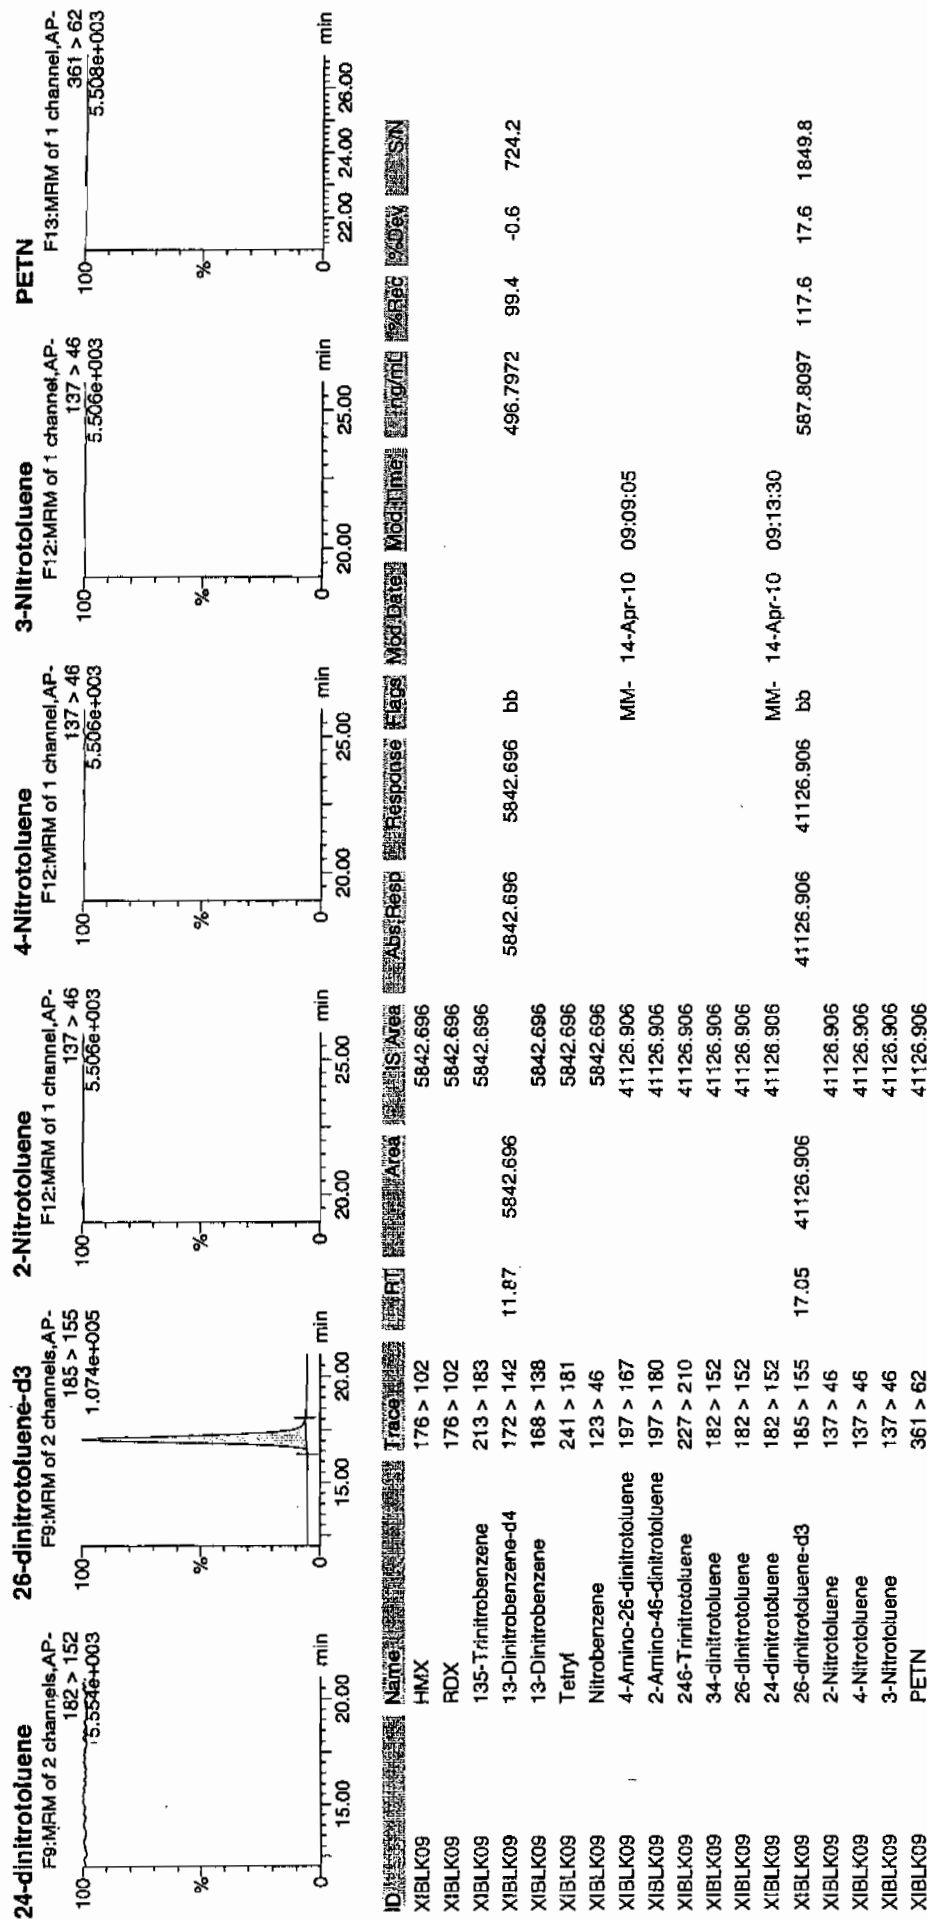 24-dinitrotoluene
F9:MRM of 2 channels,AP-
182 > 152
5.554e+003
100
%
0
15.00
20.00
min
26-dinitrotoluene-d3
F9:MRM of 2 channels,AP-
185 > 155
1.074e+005
100
%
0
15.00
20.00
min
2-Nitrotoluene
F12:MRM of 1 channel,AP-
137 > 46
5.506e+003
100
%
0
20.00
25.00
min
4-Nitrotoluene
F12:MRM of 1 channel,AP-
137 > 46
5.506e+003
100
%
0
20.00
25.00
min
3-Nitrotoluene
F12:MRM of 1 channel,AP-
137 > 46
5.506e+003
100
%
0
20.00
25.00
min
PETN
F13:MRM of 1 channel,AP-
361 > 62
5.508e+003
100
%
0
22.00
24.00
26.00
min
ID Name Trace RT Area IS Area Abs.Resp Response Flags Mod.Date Mod.Time ng/mL %Rec %Dev S/N
XIBLK09 HMX 176 > 102 5842.696
XIBLK09 RDX 176 > 102 5842.696
XIBLK09 135-Trinitrobenzene 213 > 183 5842.696
XIBLK09 13-Dinitrobenzene-d4 172 > 142 11.87 5842.696 5842.696 5842.696 bb 496.7972 99.4 -0.6 724.2
XIBLK09 13-Dinitrobenzene 168 > 138 5842.696
XIBLK09 Tetryl 241 > 181 5842.696
XIBLK09 Nitrobenzene 123 > 46 5842.696
XIBLK09 4-Amino-26-dinitrotoluene 197 > 167 41126.906 MM- 14-Apr-10 09:09:05
XIBLK09 2-Amino-46-dinitrotoluene 197 > 180 41126.906
XIBLK09 246-Trinitrotoluene 227 > 210 41126.906
XIBLK09 34-dinitrotoluene 182 > 152 41126.906
XIBLK09 26-dinitrotoluene 182 > 152 41126.906
XIBLK09 24-dinitrotoluene 182 > 152 41126.906 MM- 14-Apr-10 09:13:30
XIBLK09 26-dinitrotoluene-d3 185 > 155 17.05 41126.906 41126.906 41126.906 bb 587.8097 117.6 17.6 1849.8
XIBLK09 2-Nitrotoluene 137 > 46 41126.906
XIBLK09 4-Nitrotoluene 137 > 46 41126.906
XIBLK09 3-Nitrotoluene 137 > 46 41126.906
XIBLK09 PETN 361 > 62 41126.906